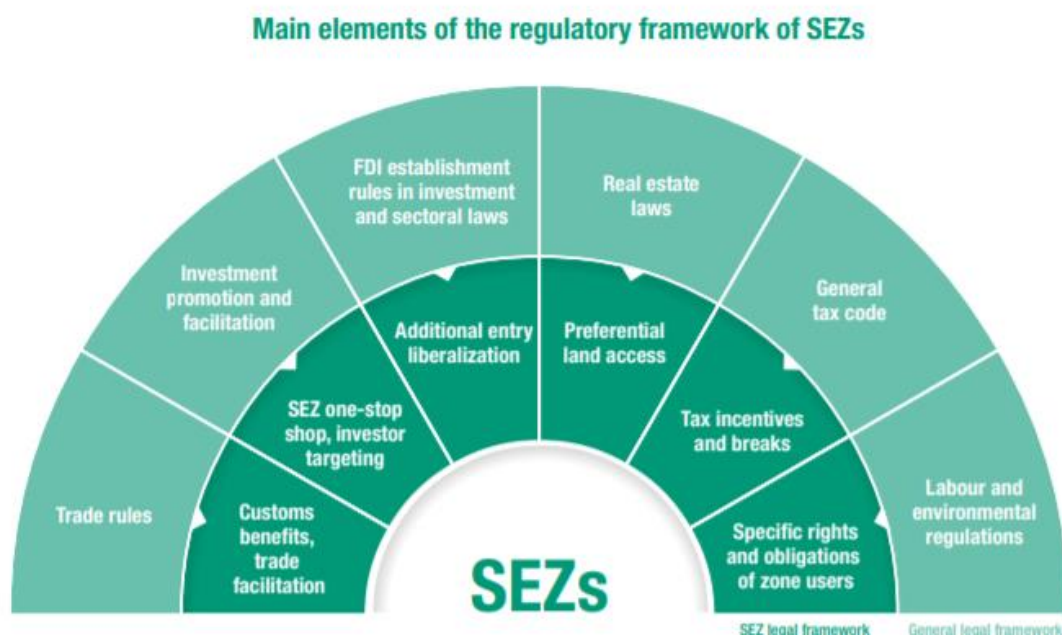 Main elements of the regulatory framework of SEZs
FDI establishment
rules in investment
and sectoral laws
Real estate
laws
Investment
promotion and
facilitation
General
tax code
Additional entry
liberalization
Preferential
land access
SEZ one-stop
shop, investor
targeting
Tax incentives
and breaks
Trade rules
Customs
benefits,
trade
facilitation
Specific rights
and obligations
of zone users
Labour and
environmental
regulations
SEZs
SEZ legal framework
General legal framework